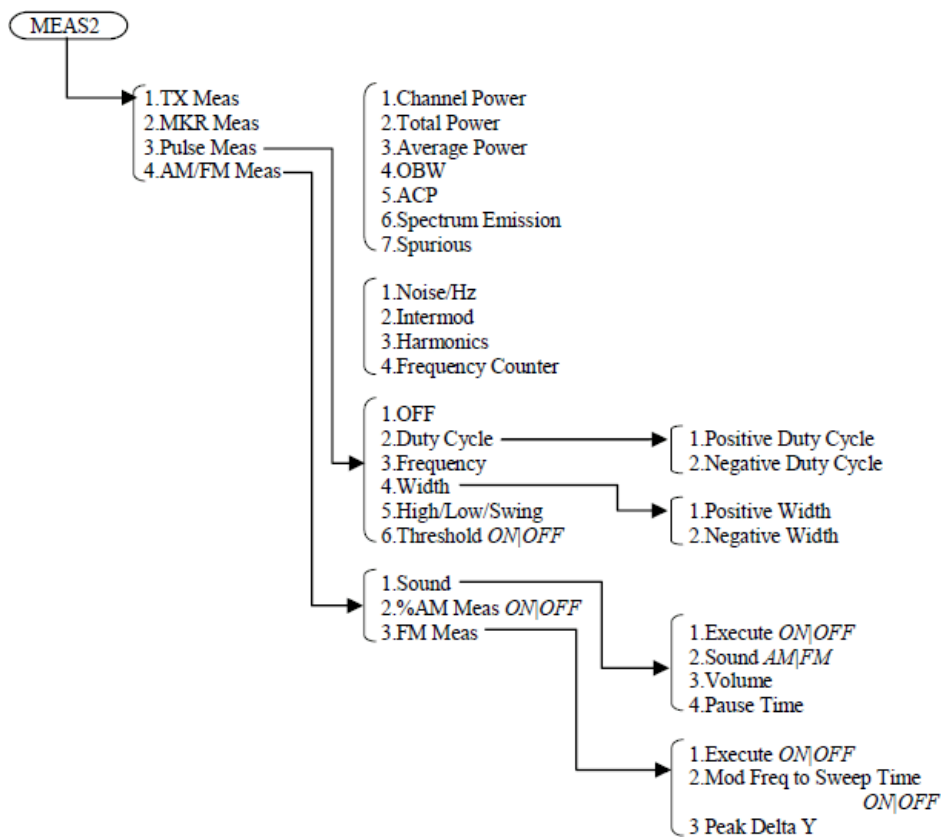 MEAS2
1.TX Meas
2.MKR Meas
3.Pulse Meas
4.AM/FM Meas
1.Channel Power
2.Total Power
3.Average Power
4.OBW
5.ACP
6.Spectrum Emission
7.Spurious
1.Noise/Hz
2.Intermod
3.Harmonics
4.Frequency Counter
1.OFF
2.Duty Cycle
3.Frequency
4.Width
5.High/Low/Swing
6.Threshold ON|OFF
1.Positive Duty Cycle
2.Negative Duty Cycle
1.Positive Width
2.Negative Width
1.Sound
2.%AM Meas ON|OFF
3.FM Meas
1.Execute ON|OFF
2.Sound AM|FM
3.Volume
4.Pause Time
1.Execute ON|OFF
2.Mod Freq to Sweep Time
ON|OFF
3 Peak Delta Y